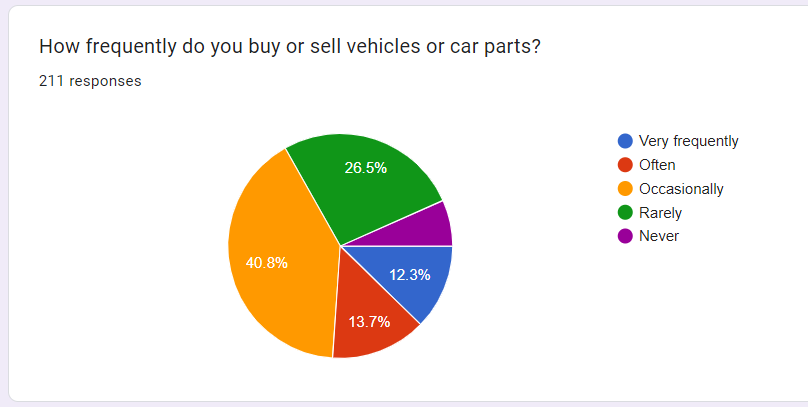 How frequently do you buy or sell vehicles or car parts?
211 responses
26.5%
40.8%
12.3%
13.7%
Very frequently
Often
Occasionally
Rarely
Never